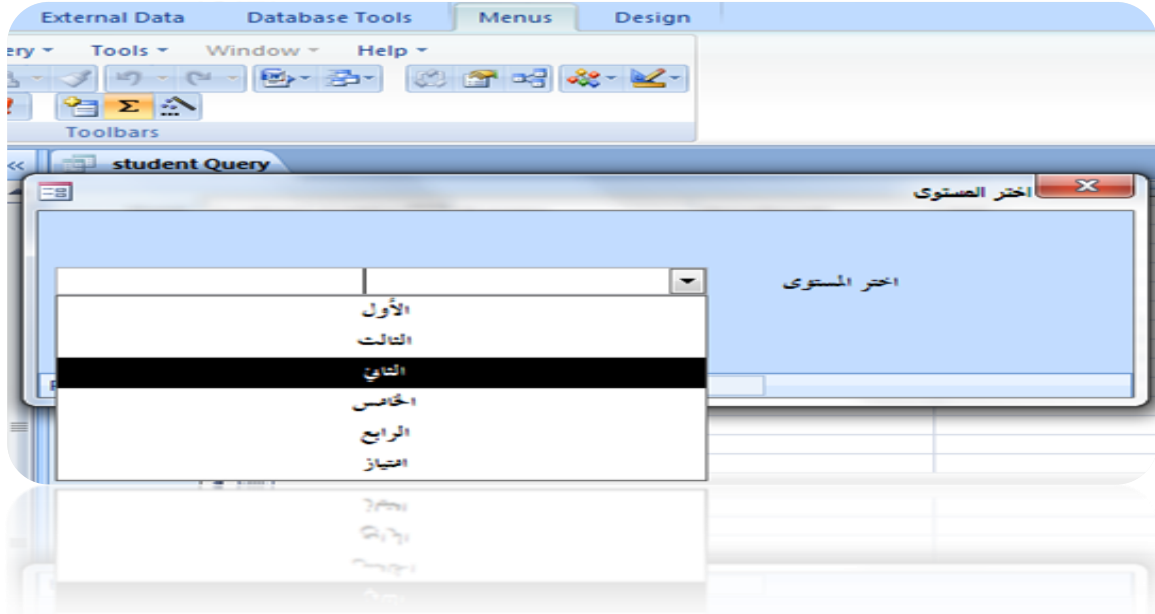 External Data Database Tools Menus Design
Tools Window Help
Toolbars
student Query
اختر المستوى
اختر المستوى
الأول
الثالث
الثاني
الخامس
الرابع
امتياز